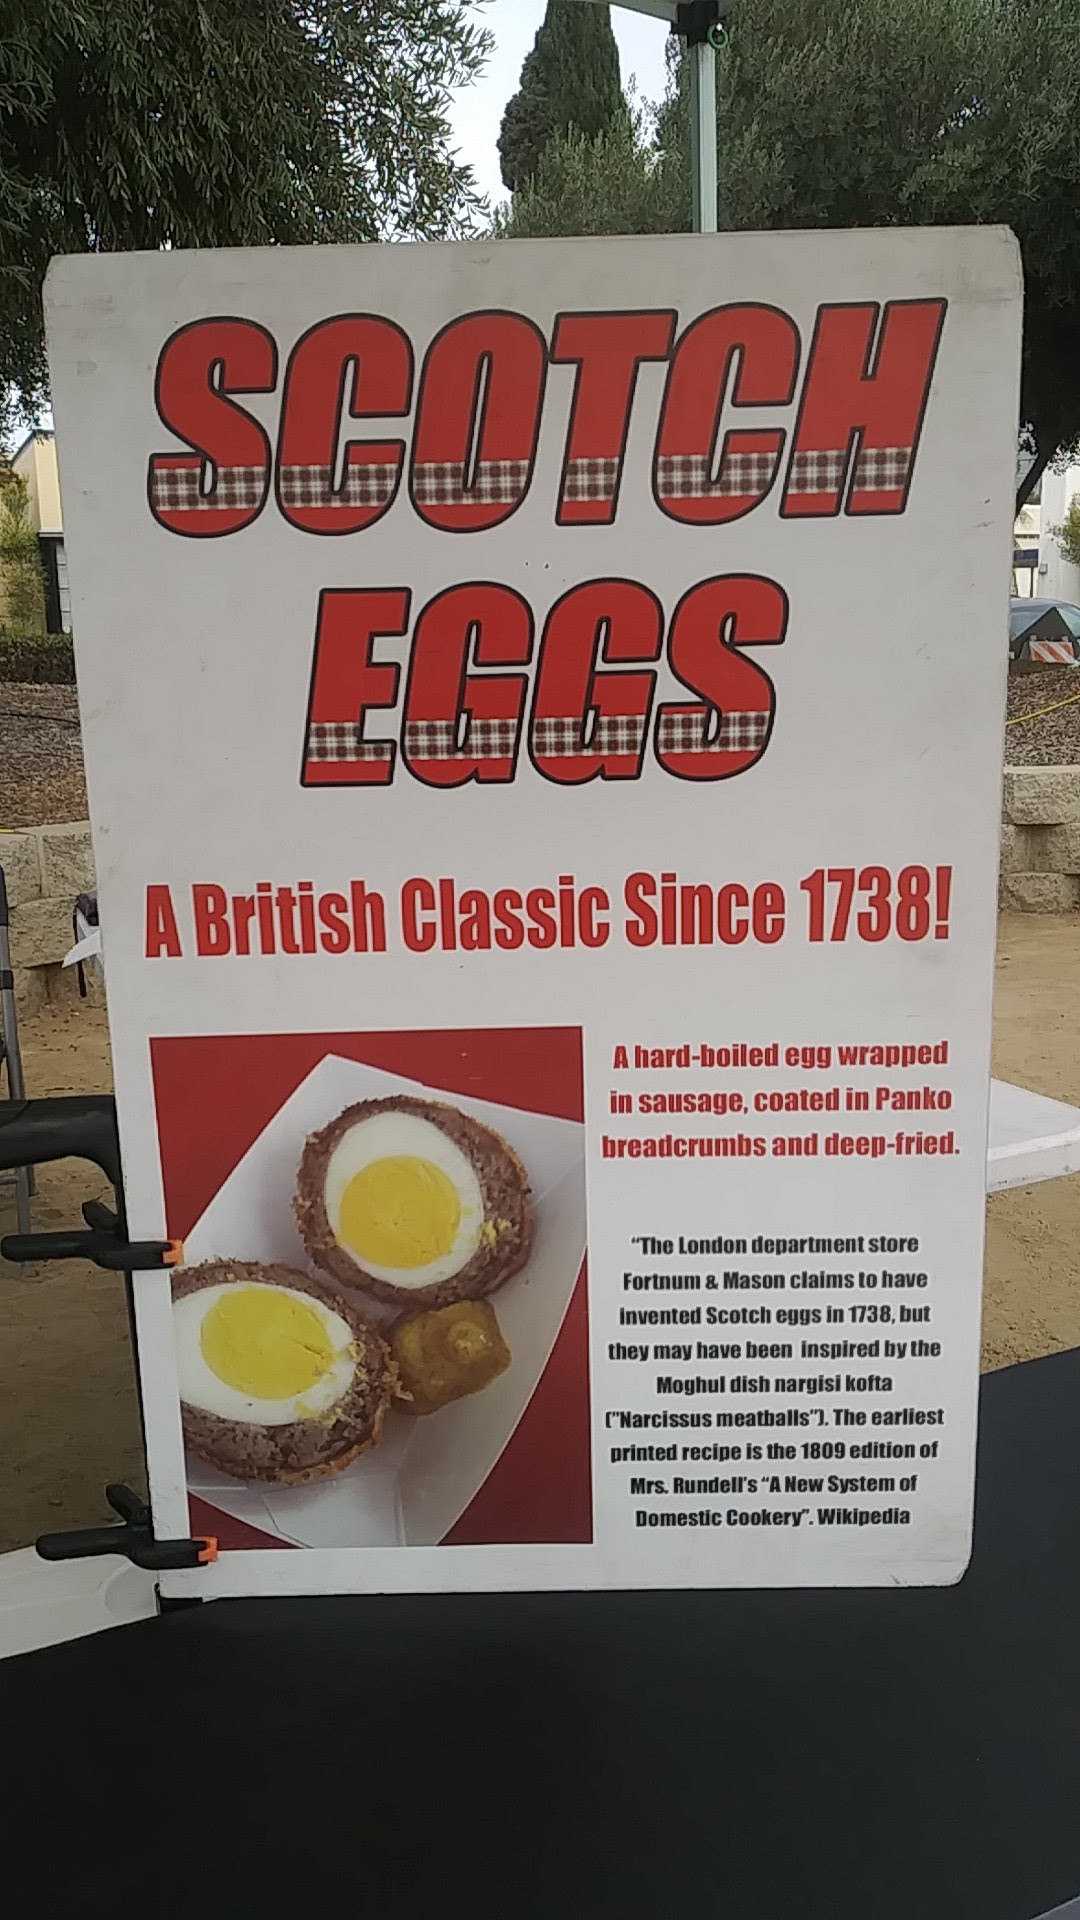 SCOTCH
EGGS
A British Classic Since 1738!
A hard-boiled egg wrapped
in sausage, coated in Panko
breadcrumbs and deep-fried.
“The London department store
Fortnum & Mason claims to have
invented Scotch eggs in 1738, but
they may have been inspired by the
Moghul dish nargisi kofta
("Narcissus meatballs"). The earliest
printed recipe is the 1809 edition of
Mrs. Rundell's “A New System of
Domestic Cookery”. Wikipedia